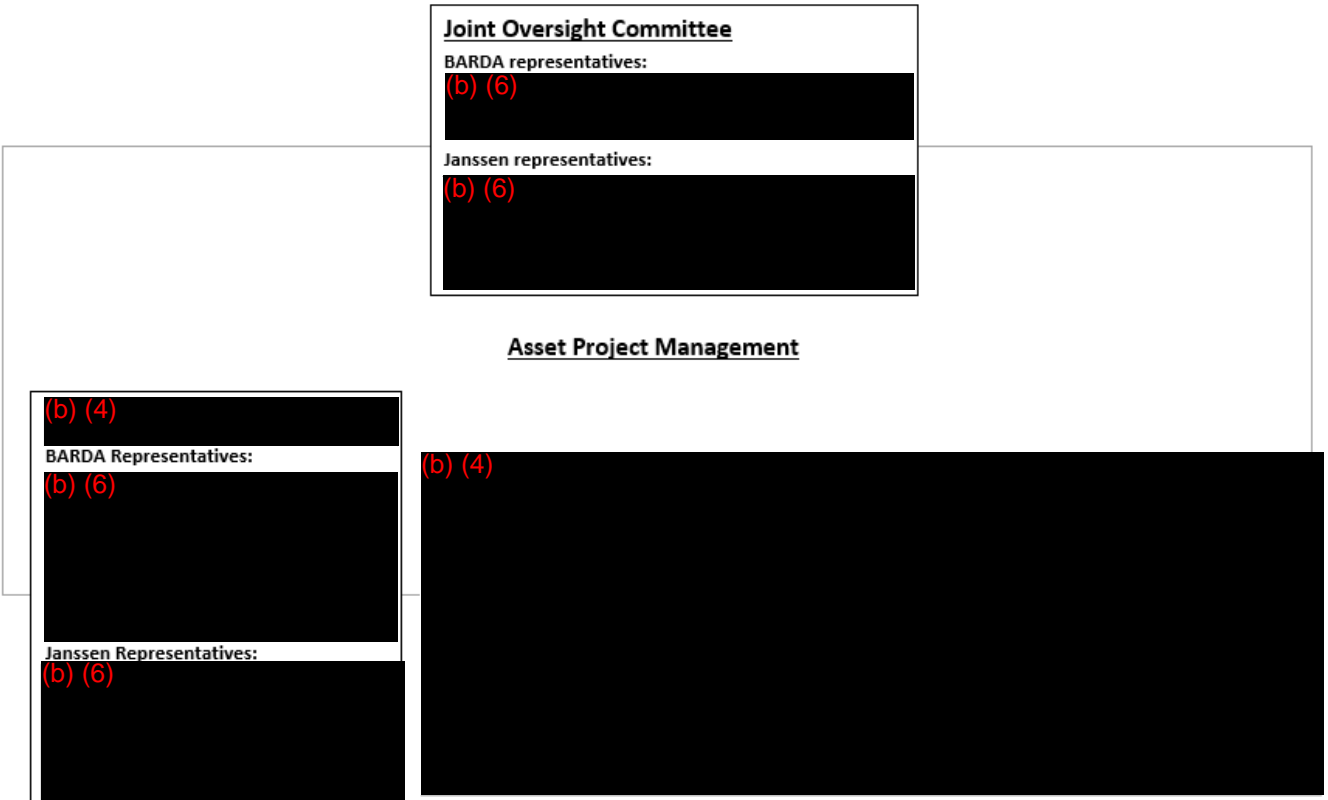 Joint Oversight Committee
BARDA representatives:
(b) (6)
Janssen representatives:
(b) (6)
Asset Project Management
(b) (4)
BARDA Representatives:
(b) (6)
Janssen Representatives:
(b) (6)
(b) (4)